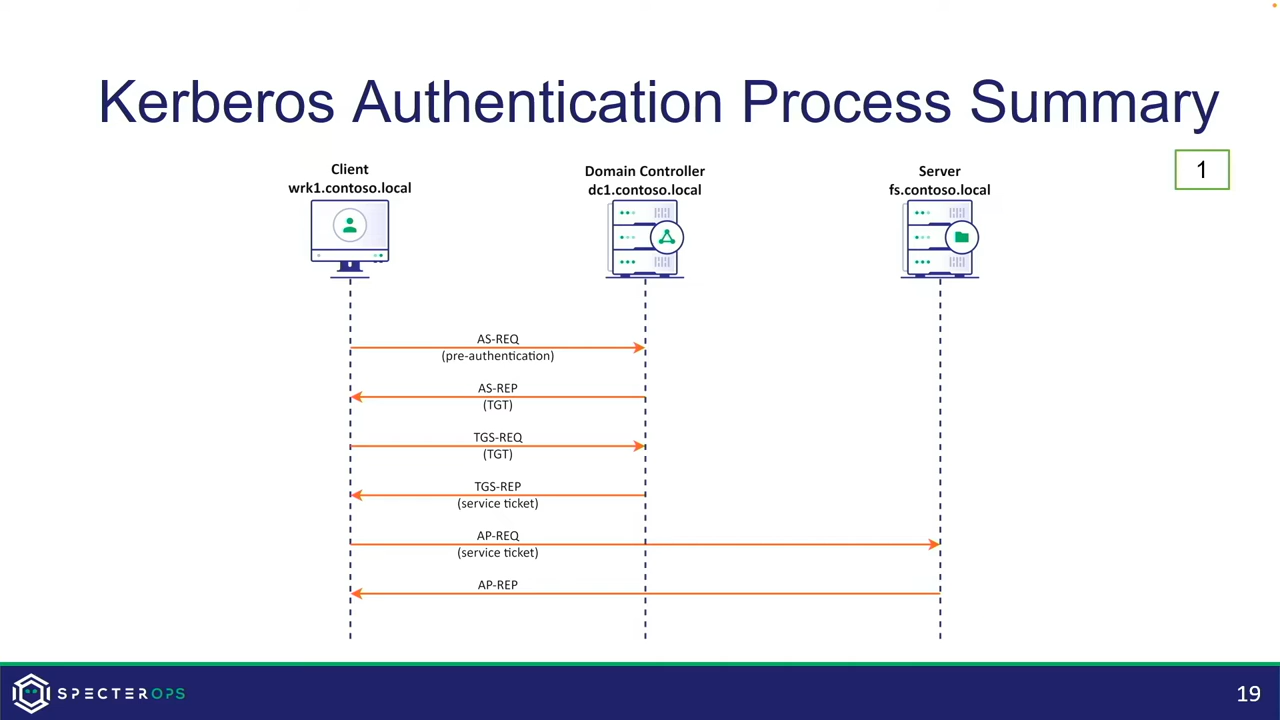 Kerberos Authentication Process Summary
1
Client
wrk1.contoso.local
Domain Controller
dc1.contoso.local
Server
fs.contoso.local
AS-REQ
(pre-authentication)
AS-REP
(TGT)
TGS-REQ
(TGT)
TGS-REP
(service ticket)
AP-REQ
(service ticket)
AP-REP
SPECTEROPS
19